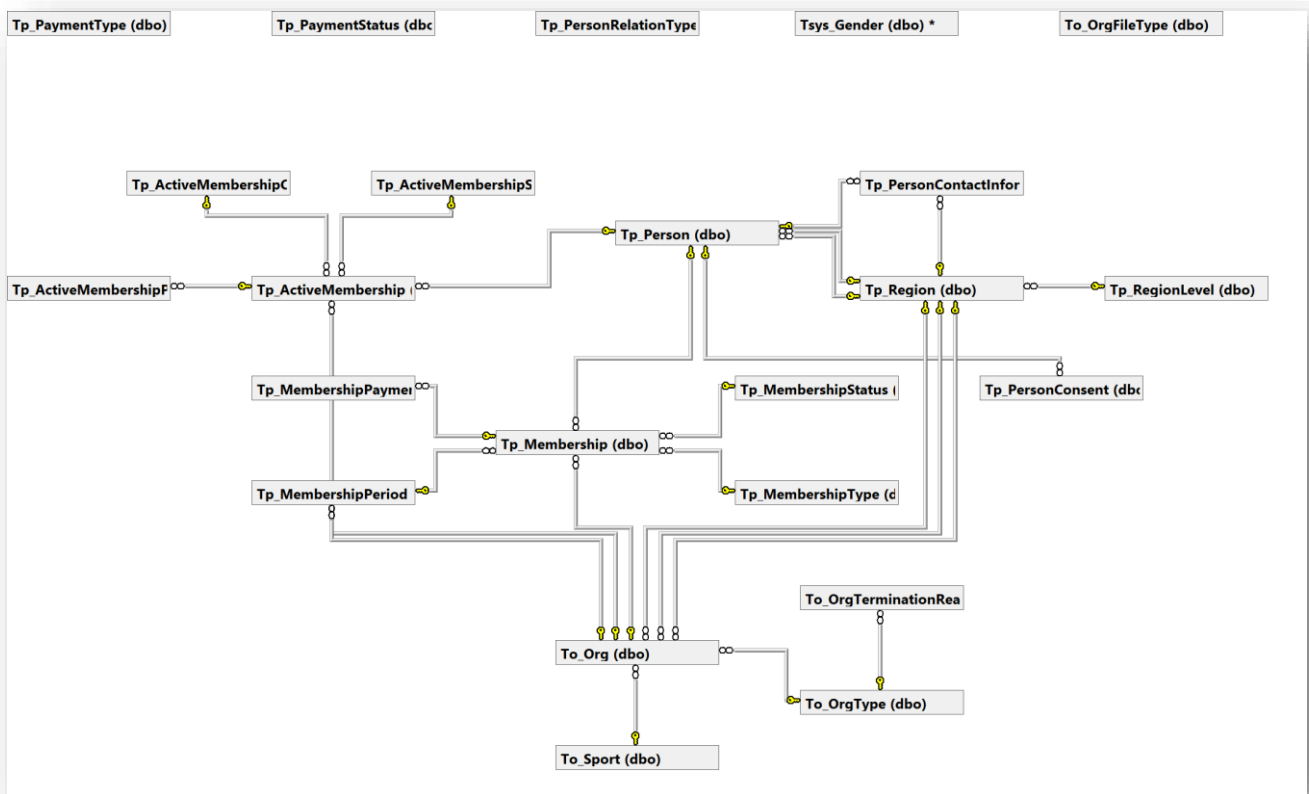 Tp_PaymentType (dbo)
Tp_PaymentStatus (dbc
Tp_PersonRelationType
Tsys_Gender (dbo) *
To_OrgFileType (dbo)
Tp_ActiveMembershipC
Tp_ActiveMembershipS
Tp_PersonContactInfor
Tp_Person (dbo)
Tp_ActiveMembershipF
Tp_ActiveMembership (
Tp_Region (dbo)
Tp_RegionLevel (dbo)
Tp_MembershipPaymer
Tp_MembershipStatus (
Tp_PersonConsent (dbc
Tp_Membership (dbo)
Tp_MembershipPeriod
Tp_MembershipType (d
To_OrgTerminationRea
To_Org (dbo)
To_OrgType (dbo)
To_Sport (dbo)